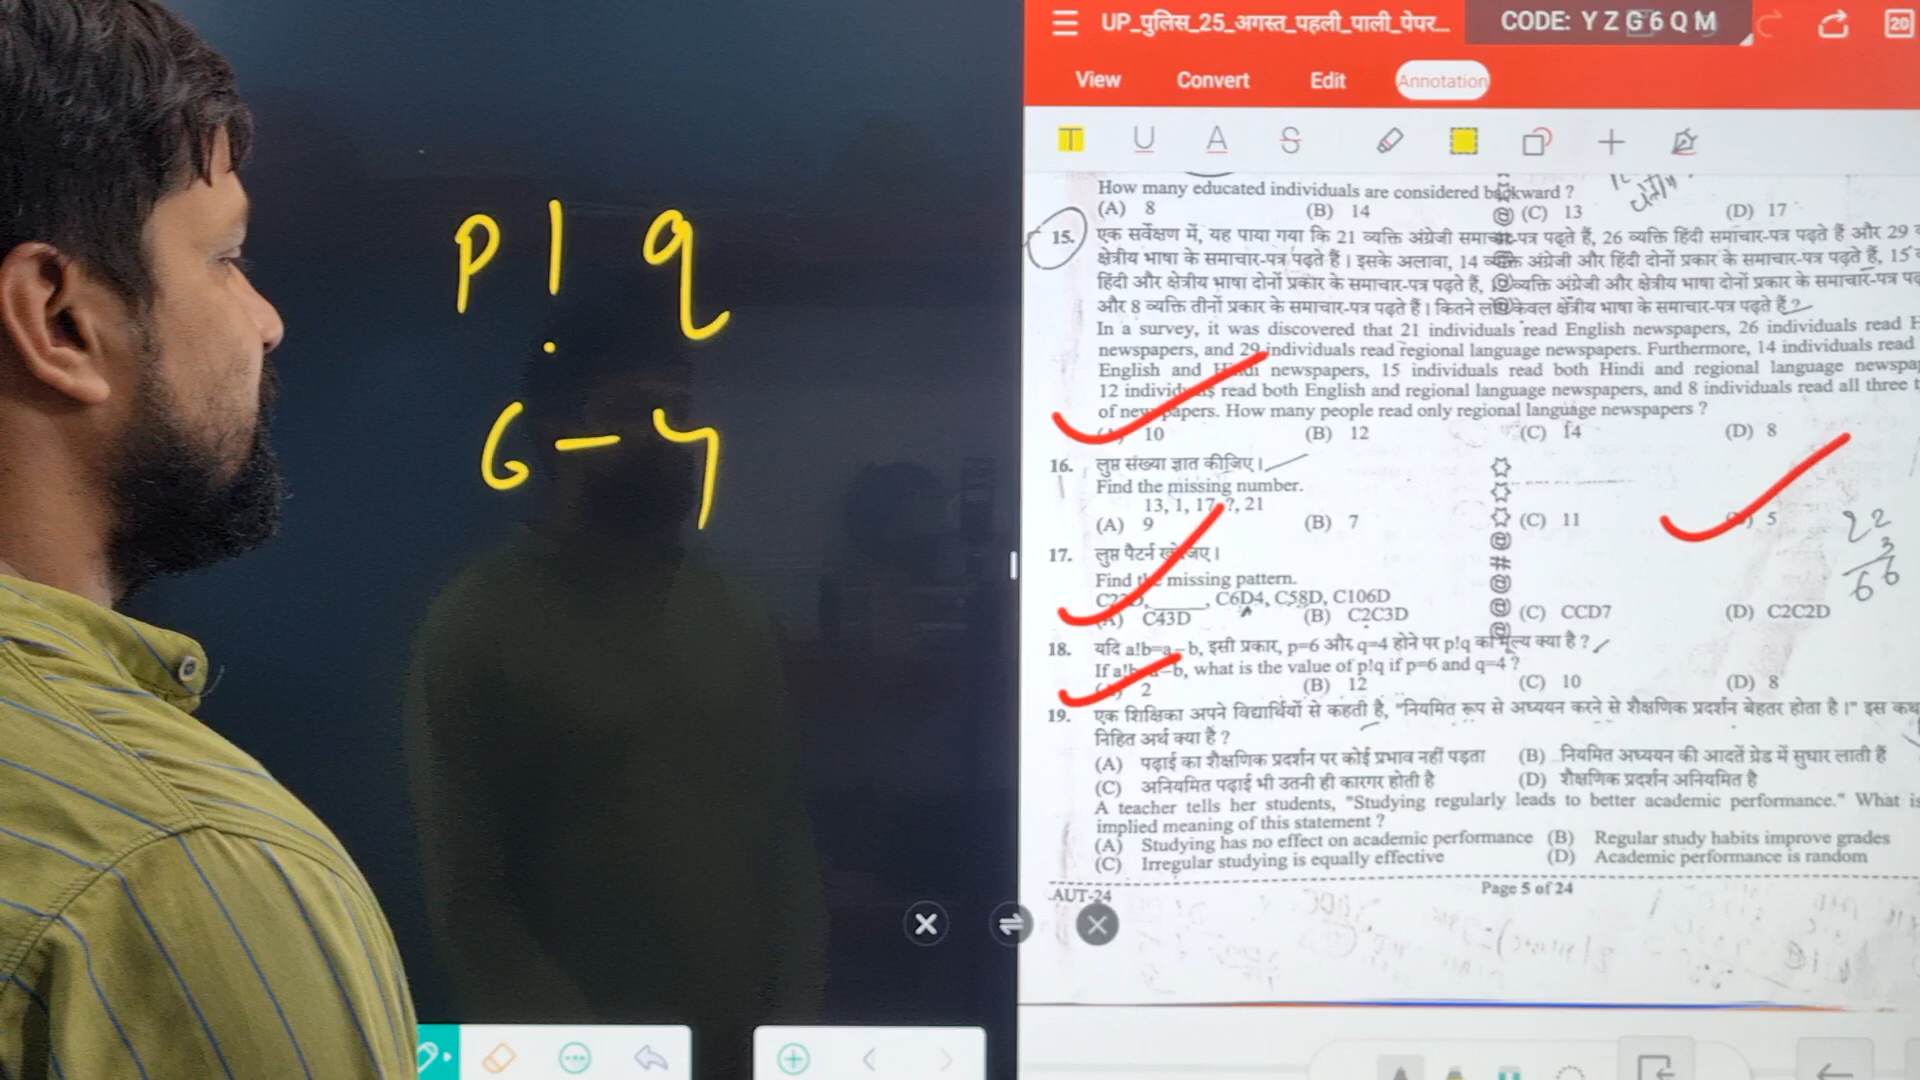 p ! q
6 - 4
UP_पुलिस_25_अगस्त_पहली_पाली_पेपर...
CODE: Y Z G 6 Q M
20
View Convert Edit Annotation
How many educated individuals are considered backward ?
(A) 8 (B) 14 (C) 13 (D) 17
15. एक सर्वेक्षण में, यह पाया गया कि 21 व्यक्ति अंग्रेजी समाचार-पत्र पढ़ते हैं, 26 व्यक्ति हिंदी समाचार-पत्र पढ़ते हैं और 29
क्षेत्रीय भाषा के समाचार-पत्र पढ़ते हैं। इसके अलावा, 14 व्यक्ति अंग्रेजी और हिंदी दोनों प्रकार के समाचार-पत्र पढ़ते हैं, 15
हिंदी और क्षेत्रीय भाषा दोनों प्रकार के समाचार-पत्र पढ़ते हैं, व्यक्ति अंग्रेजी और क्षेत्रीय भाषा दोनों प्रकार के समाचार-पत्र
और 8 व्यक्ति तीनों प्रकार के समाचार-पत्र पढ़ते हैं। कितने केवल क्षेत्रीय भाषा के समाचार-पत्र पढ़ते हैं ?
In a survey, it was discovered that 21 individuals read English newspapers, 26 individuals read
newspapers, and 29 individuals read regional language newspapers. Furthermore, 14 individuals read
English and Hindi newspapers, 15 individuals read both Hindi and regional language
12 individuals read both English and regional language newspapers, and 8 individuals read all three
of newspapers. How many people read only regional language newspapers ?
10 (B) 12 (C) 14 (D) 8
16. लुप्त संख्या ज्ञात कीजिए।
Find the missing number.
13, 1, 17, ?, 21
(A) 9 (B) 7 (C) 11 5
22
3
66
17. लुप्त पैटर्न खोजिए।
Find the missing pattern.
, C6D4, C58D, C106D
(A) C43D (B) C2C3D (C) CCD7 (D) C2C2D
18. यदि a!b=a-b, इसी प्रकार, p=6 और q=4 होने पर p!q का मूल्य क्या है ?
If a!b=a-b, what is the value of p!q if p=6 and q=4 ?
2 (B) 12 (C) 10 (D) 8
19. एक शिक्षिका अपने विद्यार्थियों से कहती है, "नियमित रूप से अध्ययन करने से शैक्षणिक प्रदर्शन बेहतर होता है।" इस
निहित अर्थ क्या है ?
(A) पढ़ाई का शैक्षणिक प्रदर्शन पर कोई प्रभाव नहीं पड़ता (B) नियमित अध्ययन की आदतें ग्रेड में सुधार लाती हैं
(C) अनियमित पढ़ाई भी उतनी ही कारगर होती है (D) शैक्षणिक प्रदर्शन अनियमित है
A teacher tells her students, "Studying regularly leads to better academic performance." What
implied meaning of this statement ?
(A) Studying has no effect on academic performance (B) Regular study habits improve grades
(C) Irregular studying is equally effective (D) Academic performance is random
AUT-24 Page 5 of 24